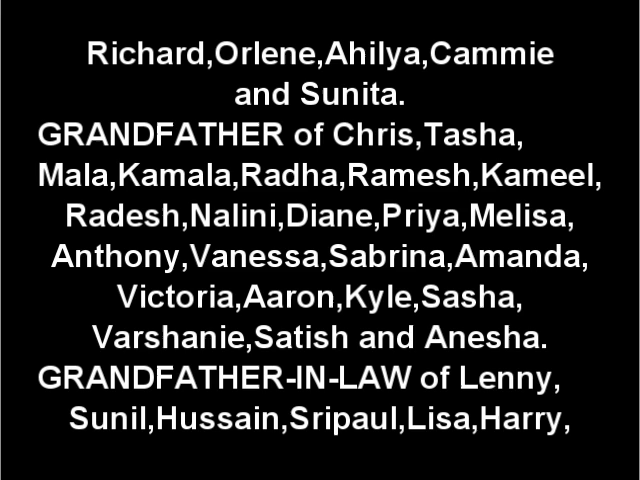 Richard,Orlene,Ahilya,Cammie
and Sunita.
GRANDFATHER of Chris,Tasha,
Mala,Kamala,Radha,Ramesh,Kameel,
Radesh,Nalini,Diane,Priya,Melisa,
Anthony,Vanessa,Sabrina,Amanda,
Victoria,Aaron,Kyle,Sasha,
Varshanie,Satish and Anesha.
GRANDFATHER-IN-LAW of Lenny,
Sunil,Hussain,Sripaul,Lisa,Harry,